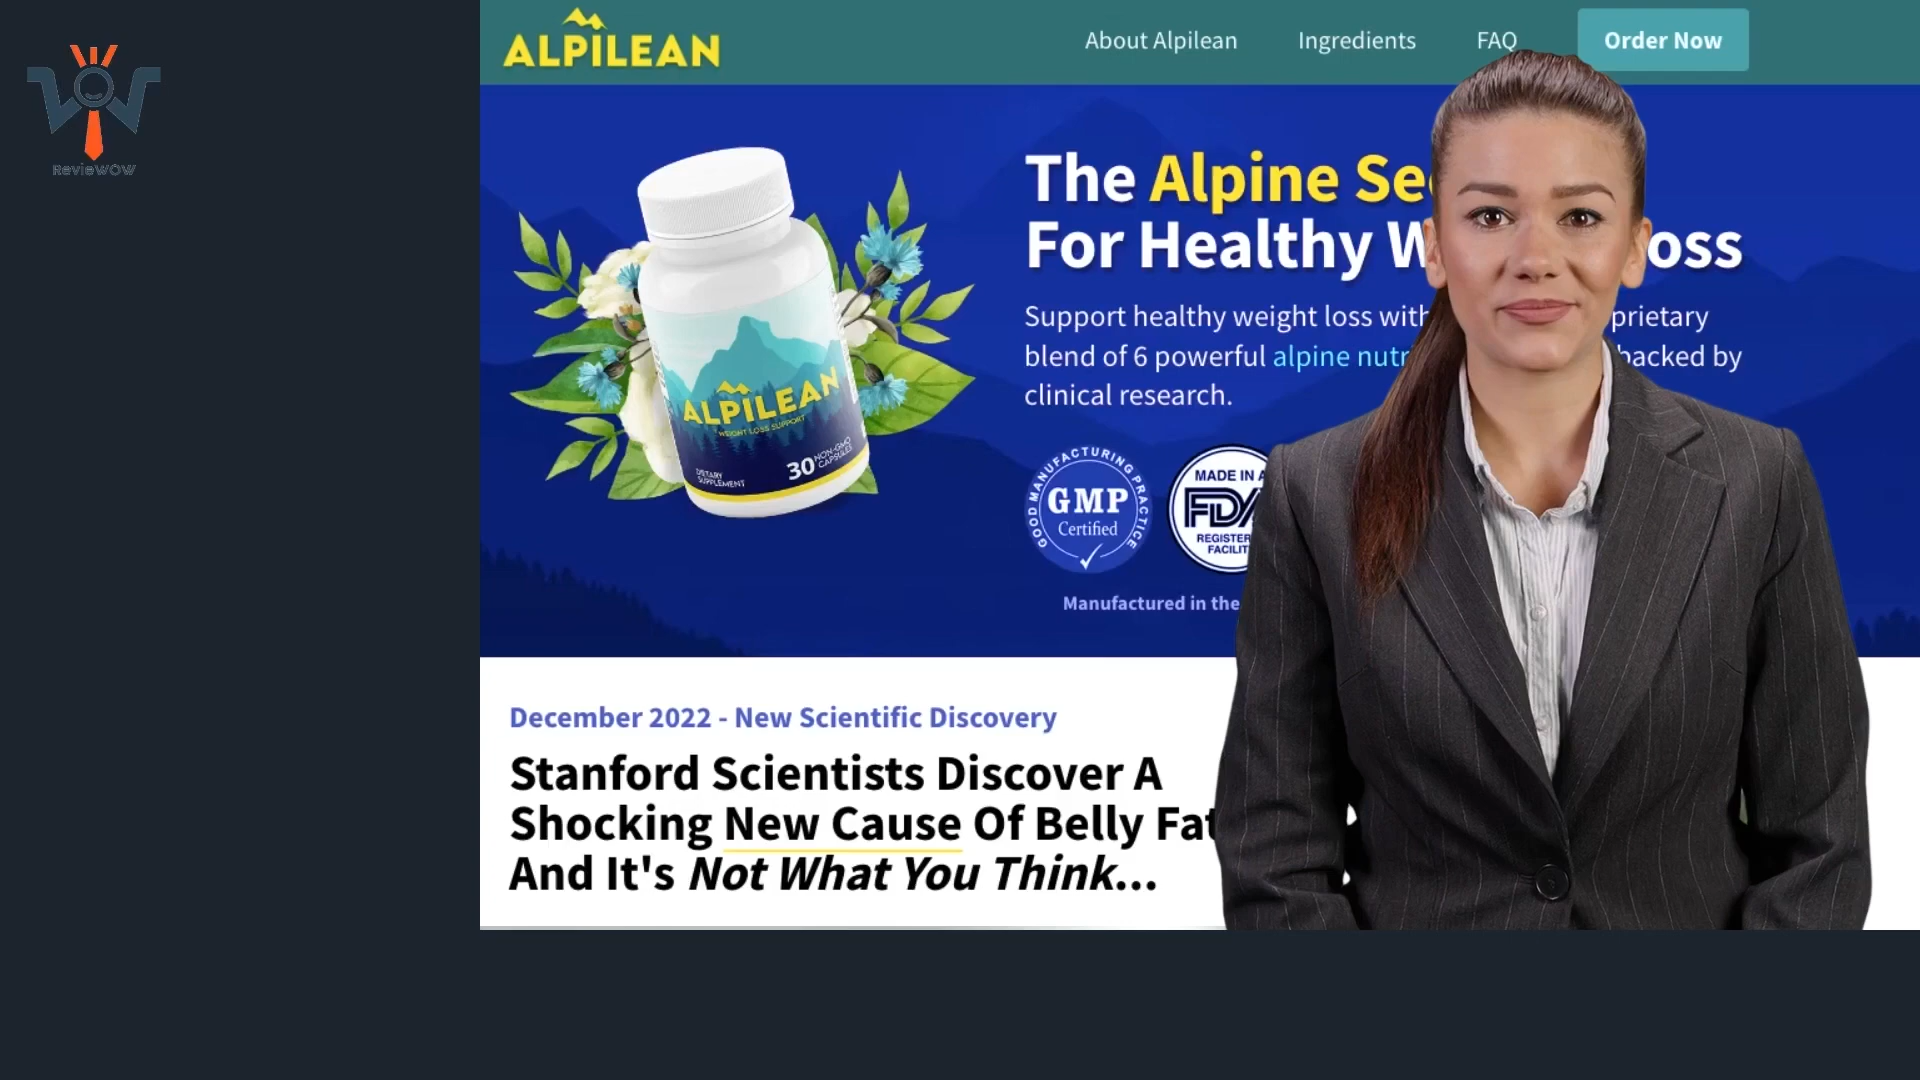 RevieWOW
ALPILEAN
About Alpilean
Ingredients
FAQ
Order Now
The Alpine Se
For Healthy W oss
Support healthy weight loss with prietary
blend of 6 powerful alpine nutr backed by
clinical research.
GOOD MANUFACTURING PRACTICE
GMP
Certified
MADE IN A
FDA
REGISTER
FACILIT
Manufactured in the
ALPILEAN
WEIGHT LOSS SUPPORT
DIETARY
SUPPLEMENT
30 NON-GMO
CAPSULES
December 2022 - New Scientific Discovery
Stanford Scientists Discover A
Shocking New Cause Of Belly Fat
And It's Not What You Think...